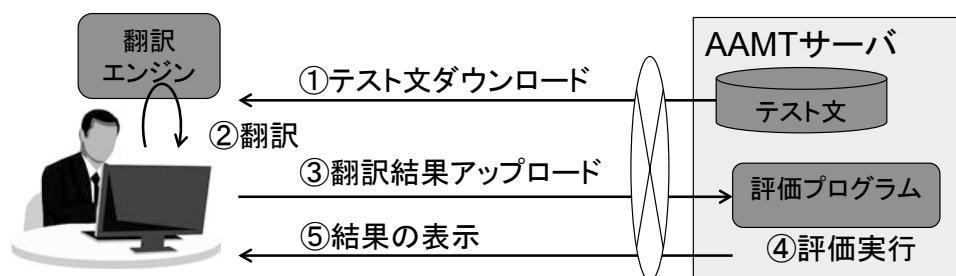 翻訳
エンジン
AAMTサーバ
①テスト文ダウンロード
テスト文
②翻訳
③翻訳結果アップロード
評価プログラム
⑤結果の表示
④評価実行